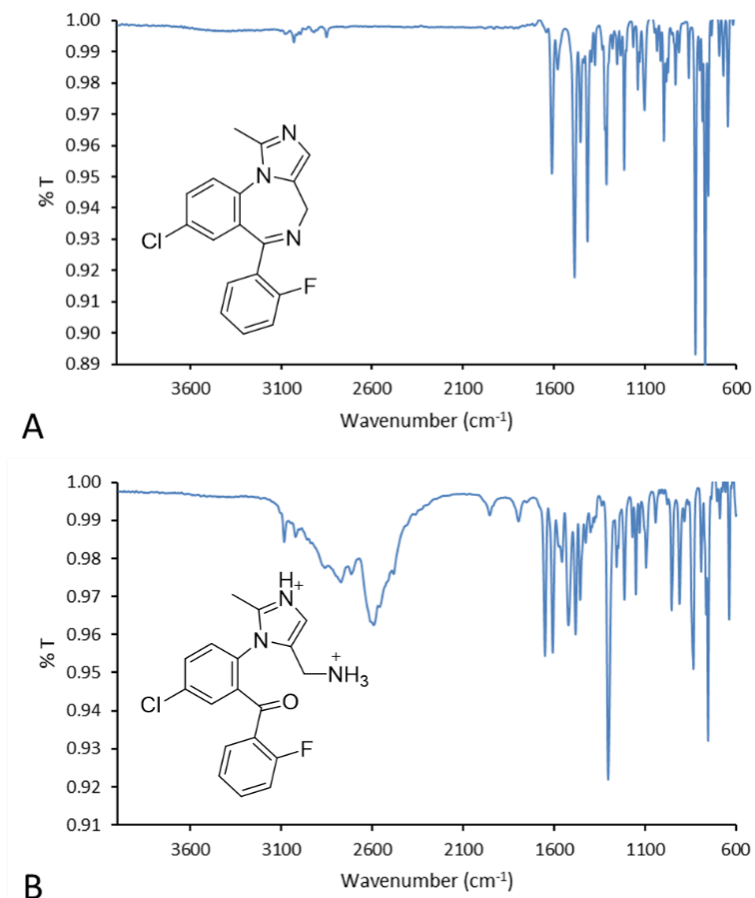 1.00
0.99
0.98
0.97
0.96
0.95
0.94
0.93
0.92
0.91
0.90
0.89
% T
N
N
N
Cl
F
3600 3100 2600 2100 1600 1100 600
Wavenumber (cm-1)
A
1.00
0.99
0.98
0.97
0.96
0.95
0.94
0.93
0.92
0.91
% T
H
N+
N
+
NH3
Cl
O
F
3600 3100 2600 2100 1600 1100 600
Wavenumber (cm-1)
B